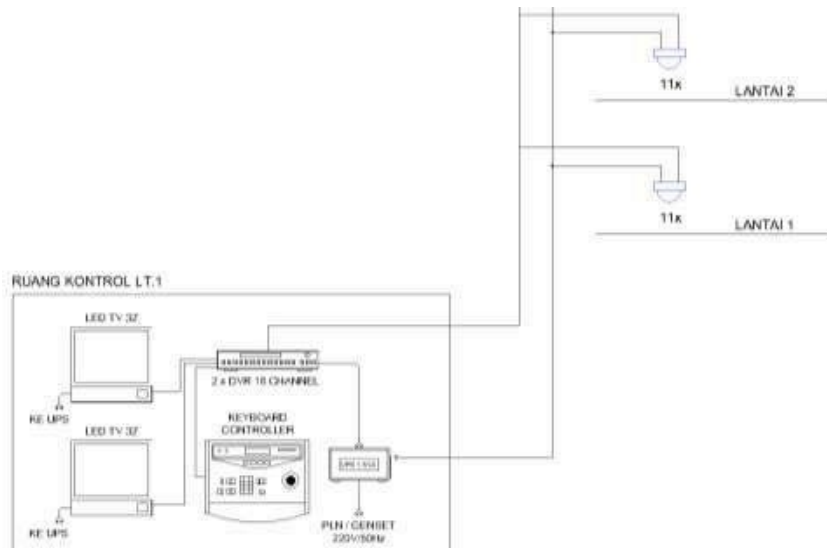 11x
LANTAI 2
11x
LANTAI 1
RUANG KONTROL LT.1
LED TV 32'
2 x DVR 16 CHANNEL
KE UPS
KEYBOARD
CONTROLLER
LED TV 32'
KE UPS
PLN / GENSET
220V/50Hz